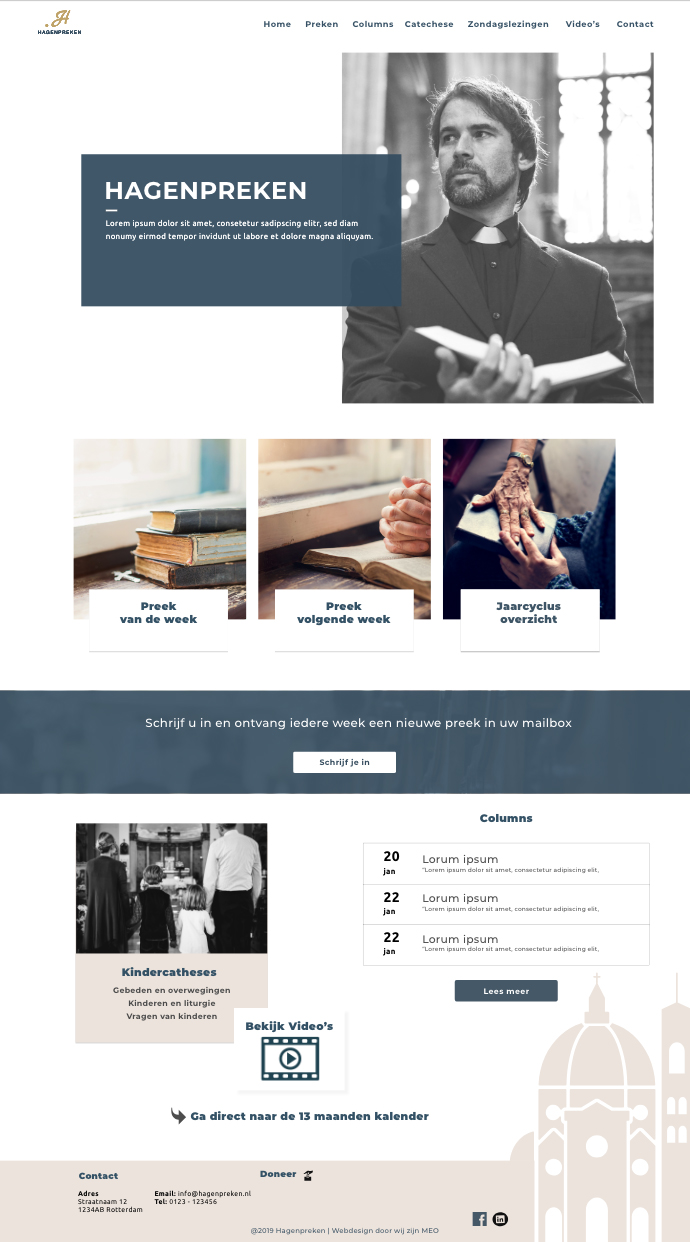 H
HAGENPREKEN
Home Preken Columns Catechese Zondagslezingen Video's Contact
HAGENPREKEN
Lorem ipsum dolor sit amet, consetetur sadipscing elitr, sed diam
nonumy eirmod tempor invidunt ut labore et dolore magna aliquyam.
Preek
van de week
Preek
volgende week
Jaarcyclus
overzicht
Schrijf u in en ontvang iedere week een nieuwe preek in uw mailbox
Schrijf je in
Kindercatheses
Gebeden en overwegingen
Kinderen en liturgie
Vragen van kinderen
Bekijk Video's
Columns
20 Lorum ipsum
jan "Lorem ipsum dolor sit amet, consectetur adipiscing elit,
22 Lorum ipsum
jan "Lorem ipsum dolor sit amet, consectetur adipiscing elit,
22 Lorum ipsum
jan "Lorem ipsum dolor sit amet, consectetur adipiscing elit,
Lees meer
Ga direct naar de 13 maanden kalender
Contact
Adres
Straatnaam 12
1234AB Rotterdam
Email: info@hagenpreken.nl
Tel: 0123 - 123456
Doneer
@2019 Hagenpreken | Webdesign door wij zijn MEO